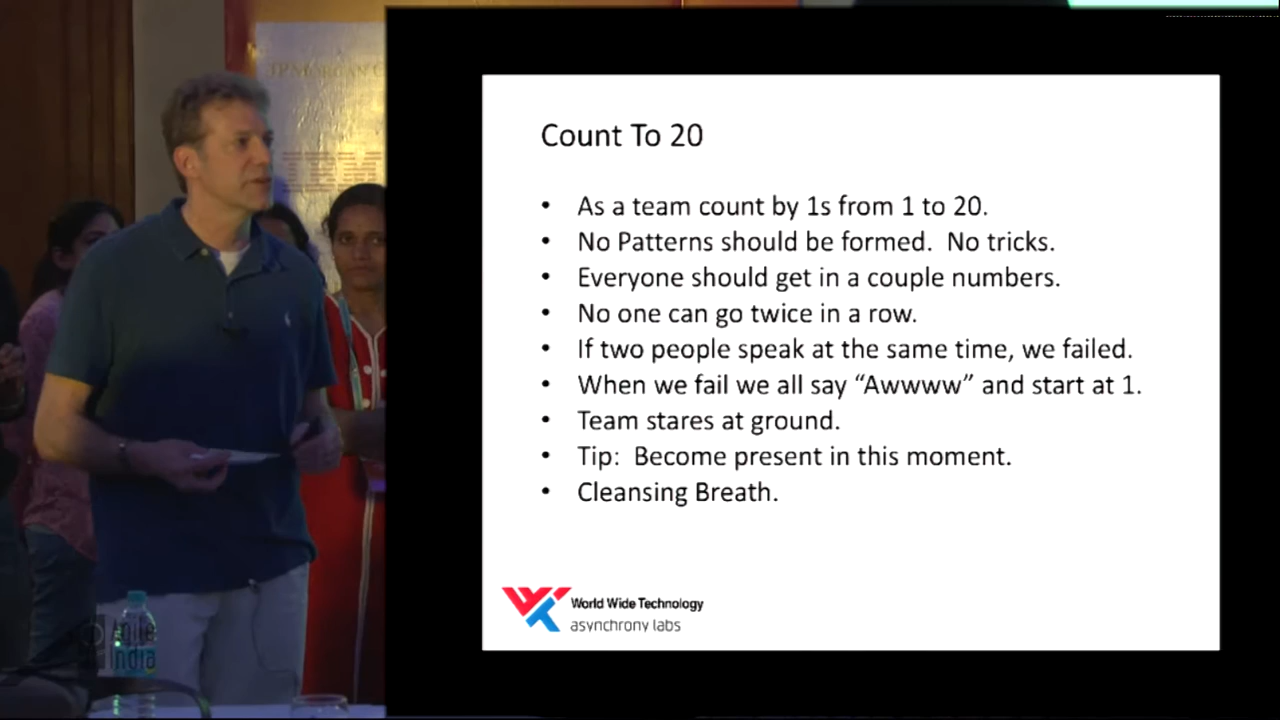 JP MORGAN C
Count To 20
• As a team count by 1s from 1 to 20.
• No Patterns should be formed.  No tricks.
• Everyone should get in a couple numbers.
• No one can go twice in a row.
• If two people speak at the same time, we failed.
• When we fail we all say “Awwww” and start at 1.
• Team stares at ground.
• Tip:  Become present in this moment.
• Cleansing Breath.
World Wide Technology
asynchrony labs
Agile
India